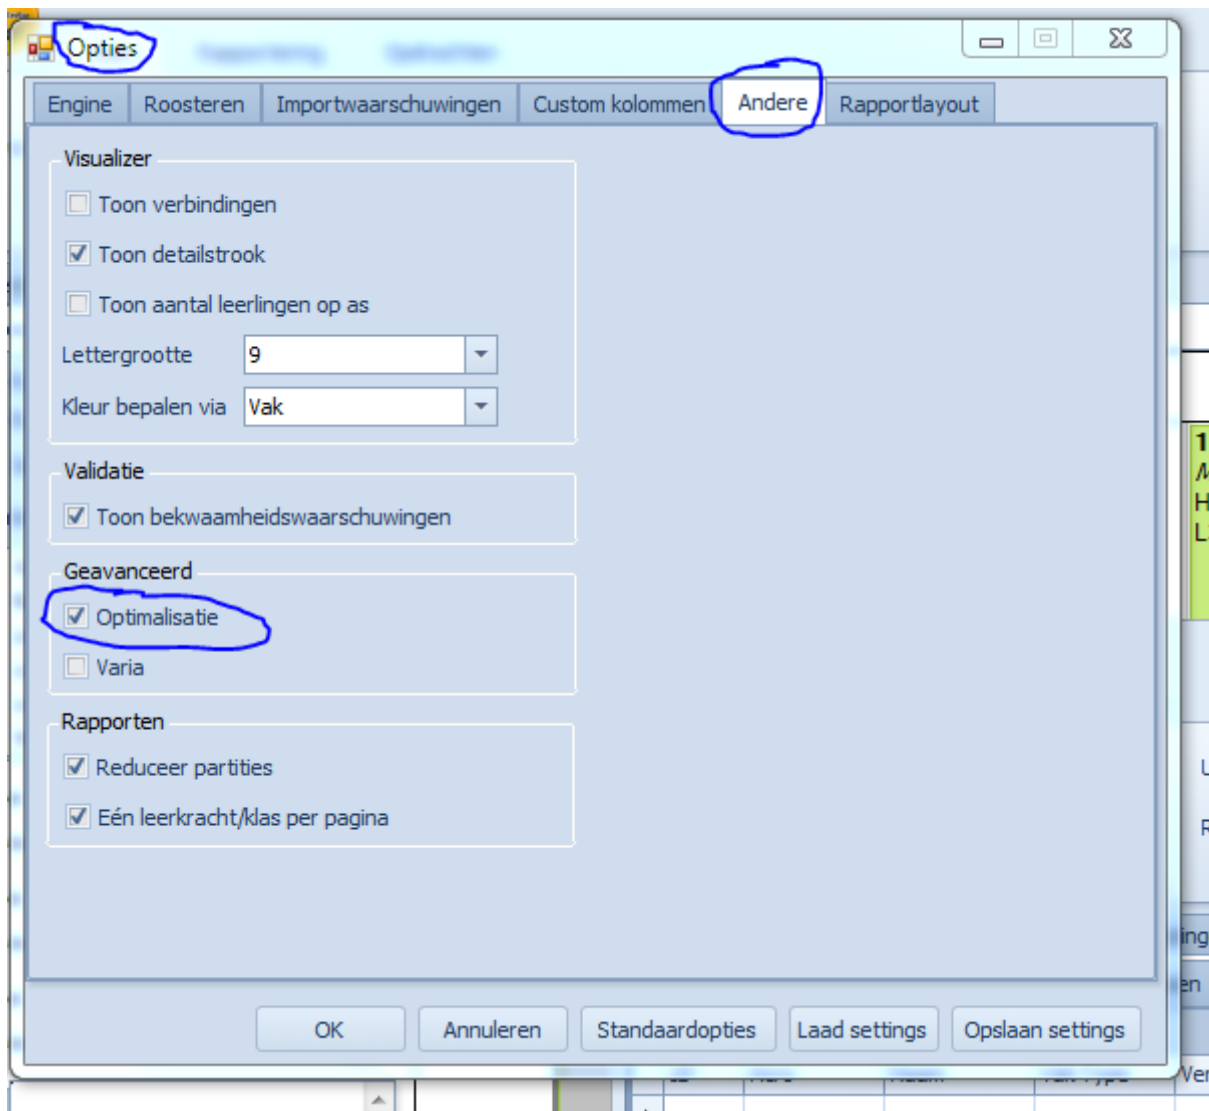 Opties
Engine Roosteren Importwaarschuwingen Custom kolommen Andere Rapportlayout
Visualizer
Toon verbindingen
Toon detailstrook
Toon aantal leerlingen op as
Lettergrootte 9
Kleur bepalen via Vak
Validatie
Toon bekwaamheidswaarschuwingen
Geavanceerd
Optimalisatie
Varia
Rapporten
Reduceer partities
Eén leerkracht/klas per pagina
OK Annuleren Standaardopties Laad settings Opslaan settings